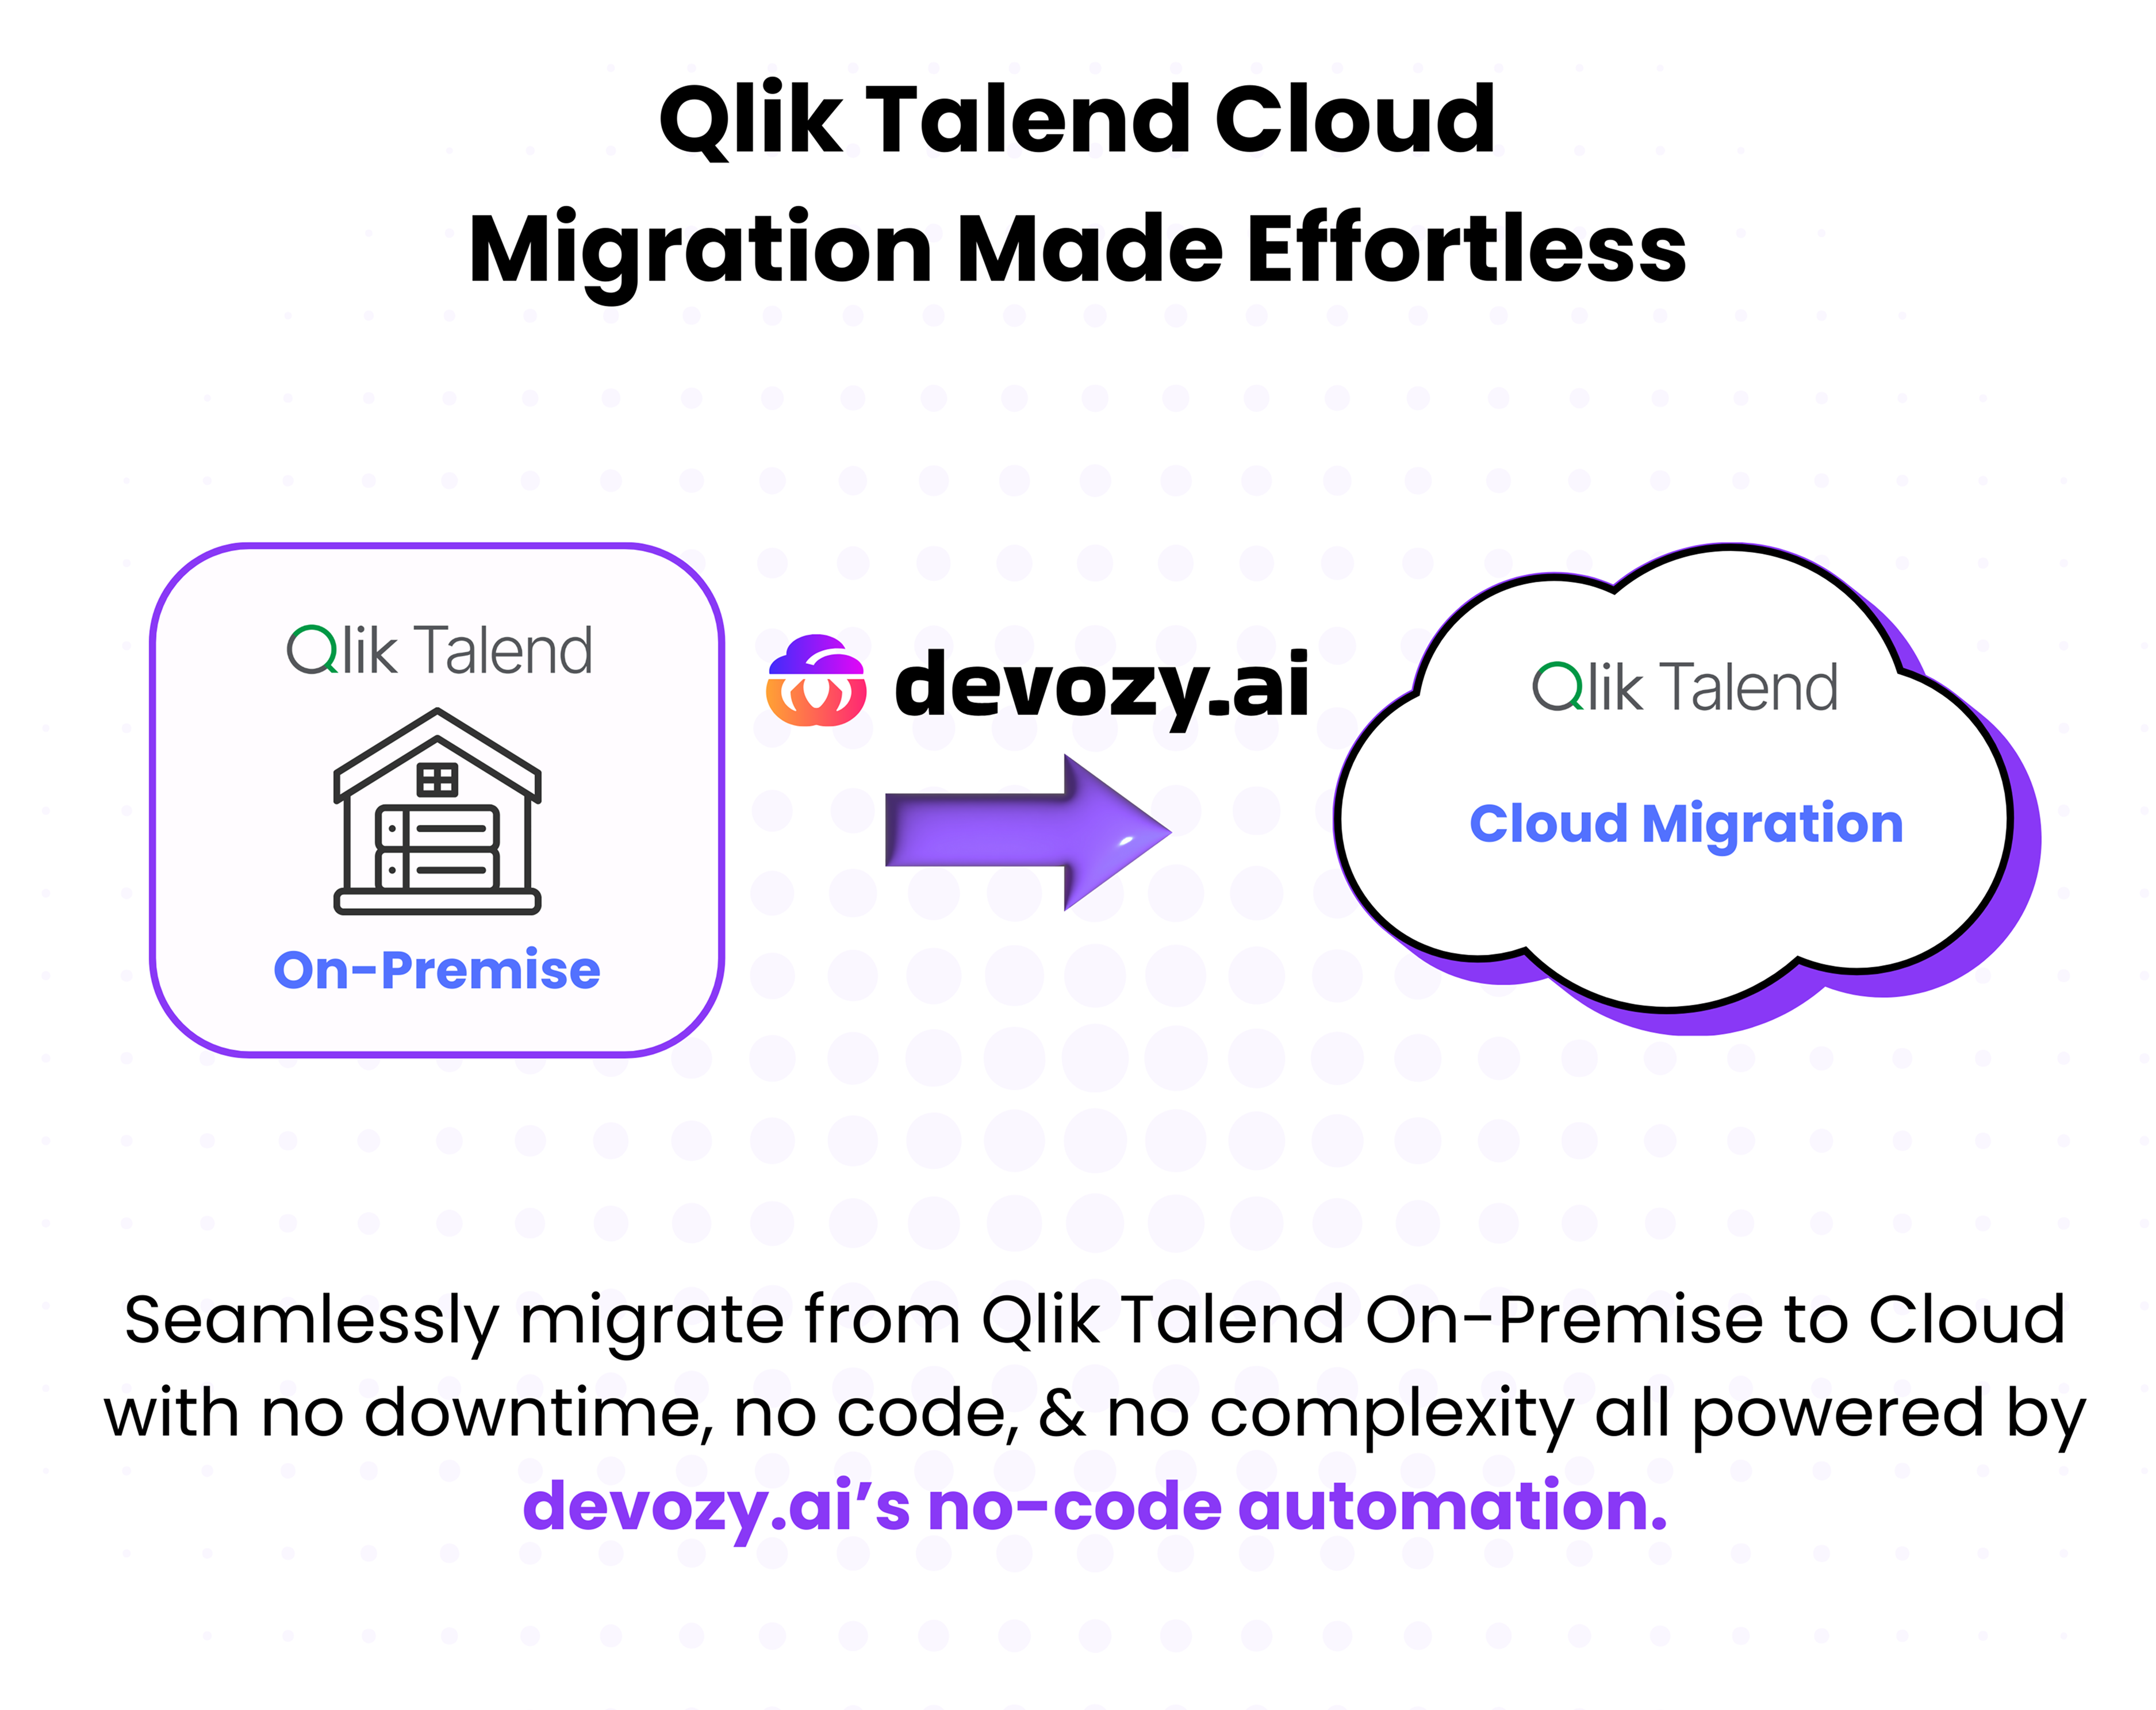 Qlik Talend Cloud
Migration Made Effortless
Qlik Talend
On-Premise
devozy.ai
Qlik Talend
Cloud Migration
Seamlessly migrate from Qlik Talend On-Premise to Cloud
with no downtime, no code, & no complexity all powered by
devozy.ai’s no-code automation.